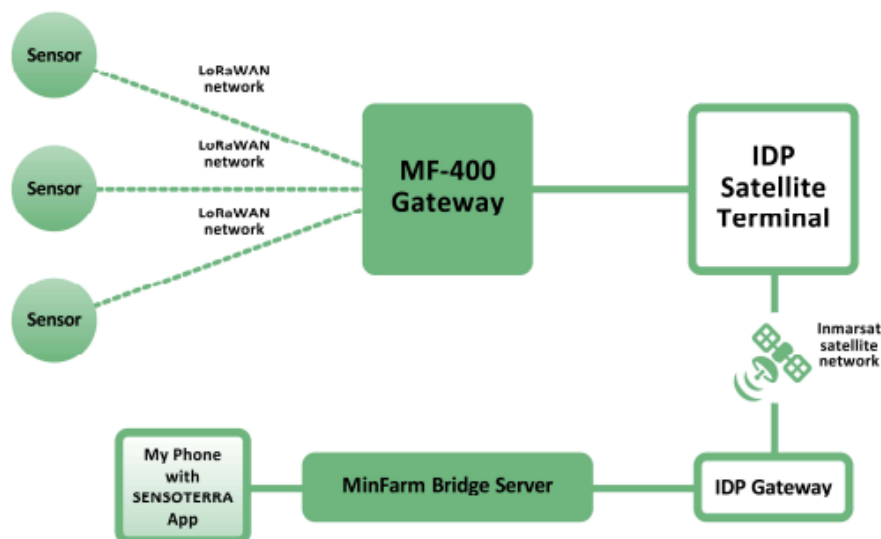 Sensor
LoRaWAN
network
MF-400
Gateway
IDP
Satellite
Terminal
LoRaWAN
network
Sensor
LoRaWAN
network
Sensor
Inmarsat
satellite
network
My Phone
with
SENSOTERRA
App
MinFarm Bridge Server
IDP Gateway